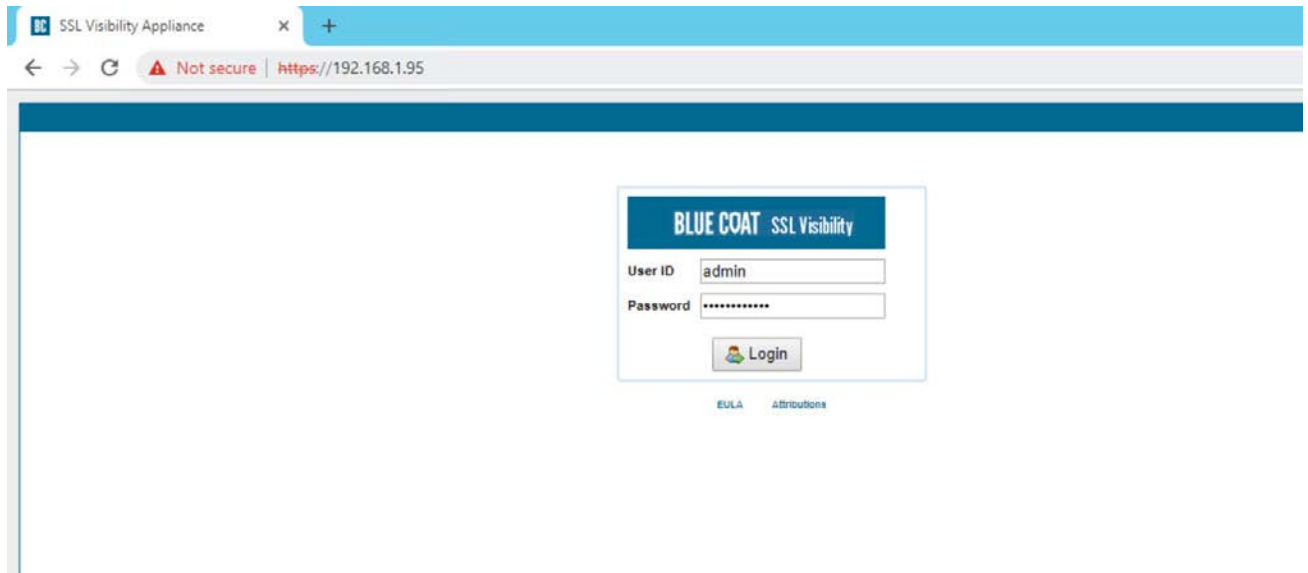 BC SSL Visibility Appliance
Not secure | https://192.168.1.95
BLUE COAT SSL Visibility
User ID admin
Password ••••••••••••
Login
EULA Attributions